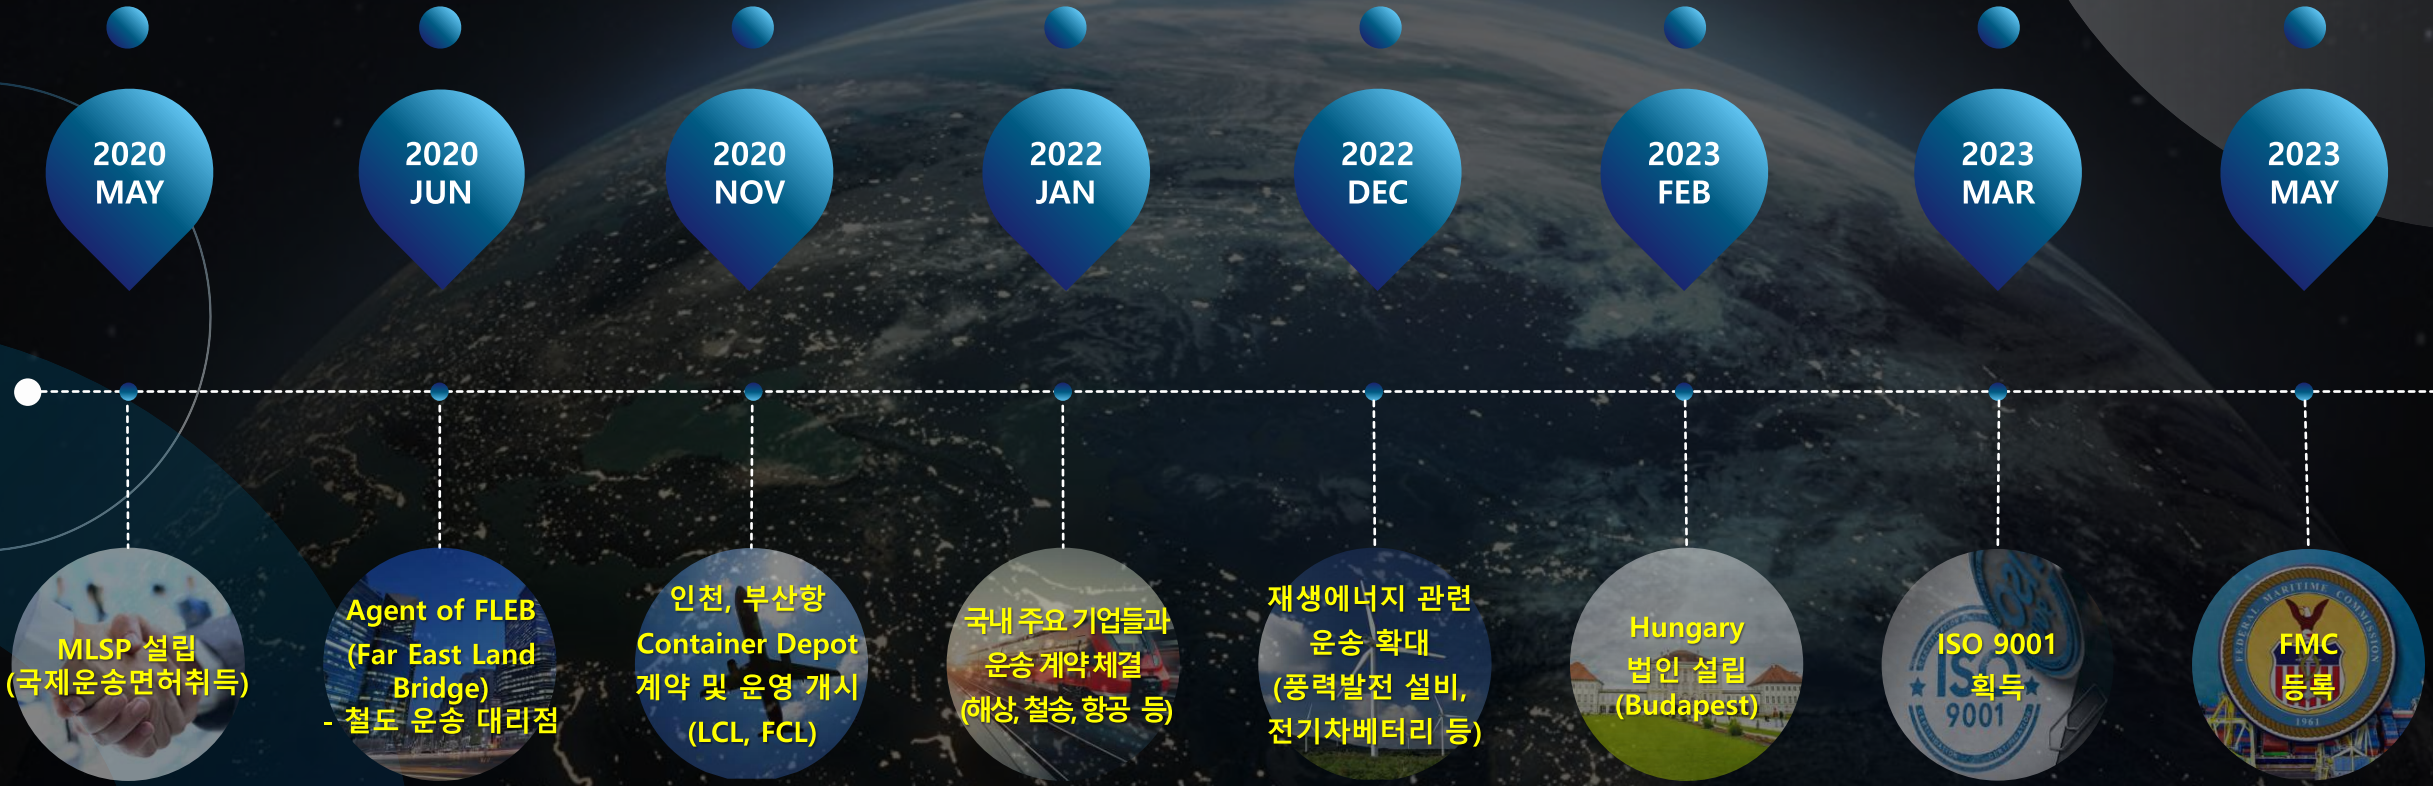 2020
MAY
2020
JUN
2020
NOV
2022
JAN
2022
DEC
2023
FEB
2023
MAR
2023
MAY
MLSP 설립
(국제운송면허취득)
Agent of FLEB
(Far East Land
Bridge)
- 철도 운송 대리점
인천, 부산항
Container Depot
계약 및 운영 개시
(LCL, FCL)
국내 주요 기업들과
운송 계약 체결
(해상, 철송, 항공 등)
재생에너지 관련
운송 확대
(풍력발전 설비,
전기차베터리 등)
Hungary
법인 설립
(Budapest)
ISO 9001
획득
ISO
9001
FMC
등록
FEDERAL MARITIME COMMISSION
1961